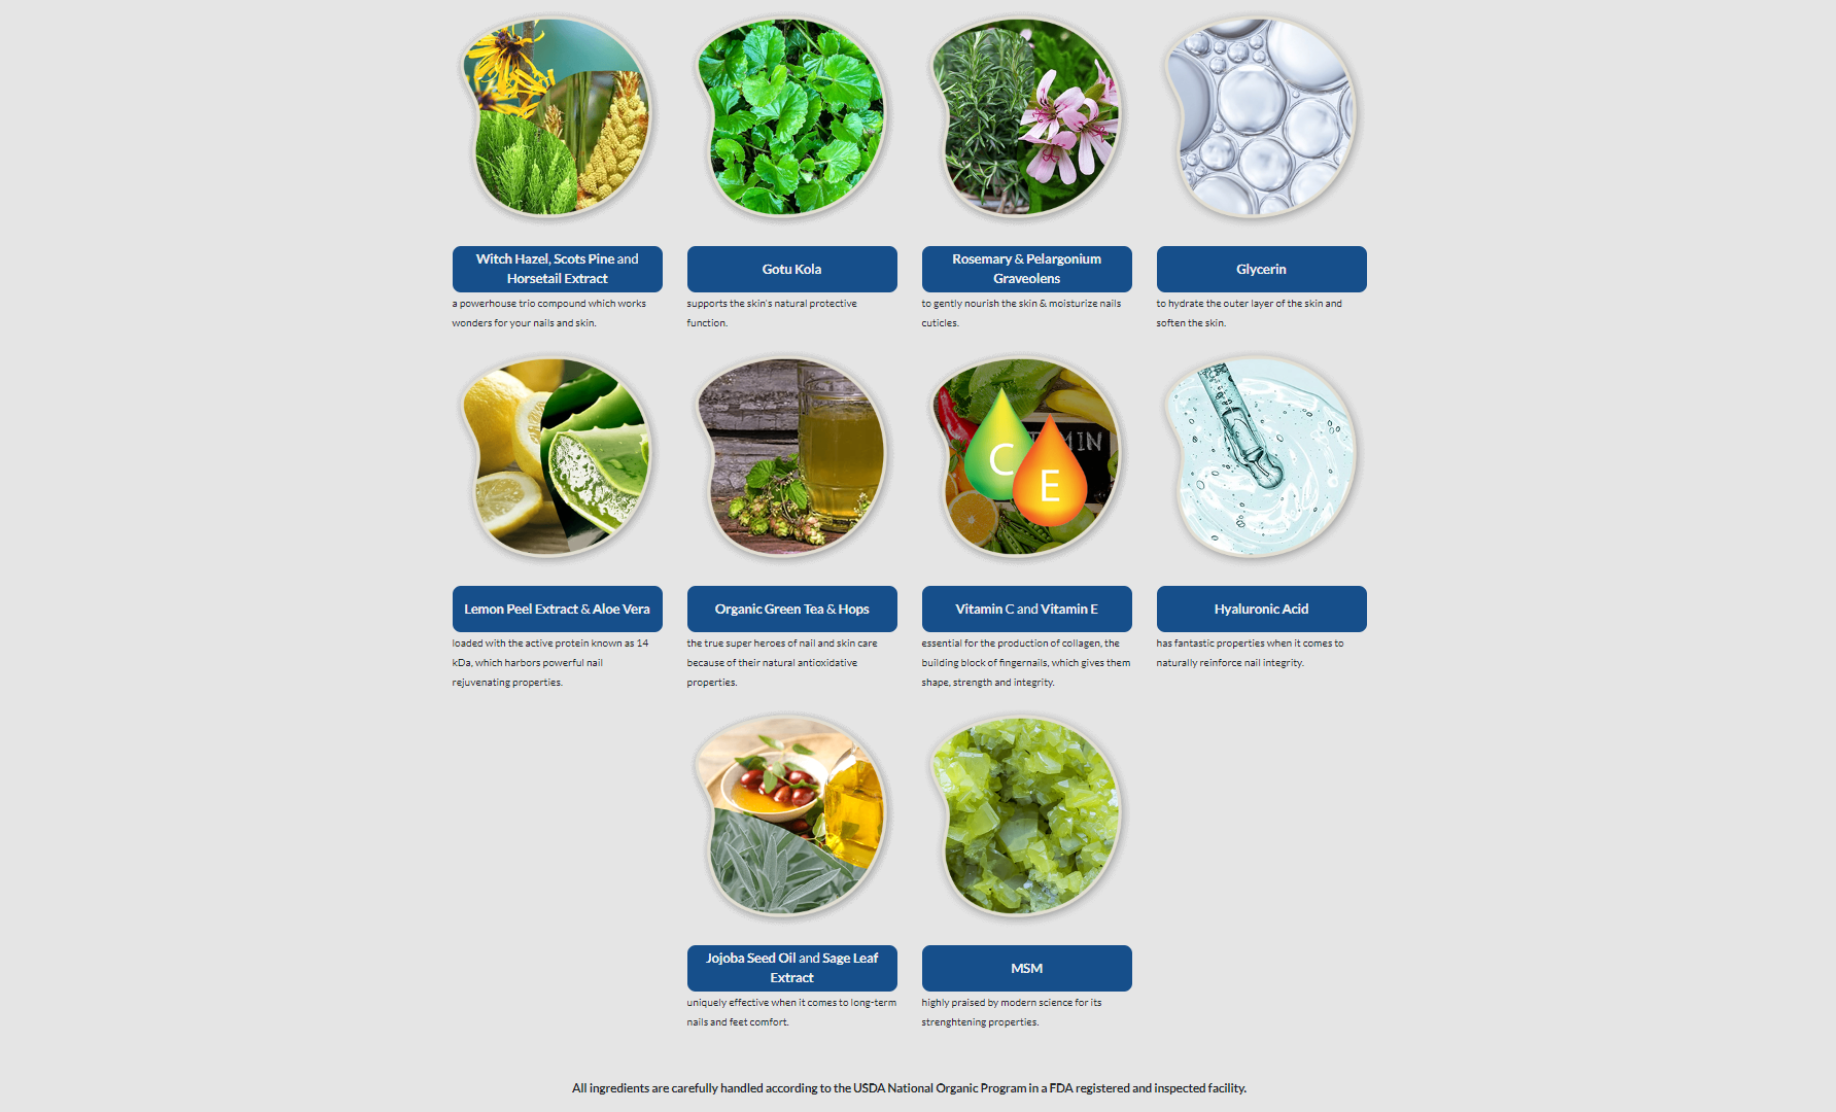 Witch Hazel, Scots Pine and
Horsetail Extract
a powerhouse trio compound which works
wonders for your nails and skin.
Gotu Kola
supports the skin's natural protective
function.
Rosemary & Pelargonium
Graveolens
to gently nourish the skin & moisturize nails
cuticles.
Glycerin
to hydrate the outer layer of the skin and
soften the skin.
Lemon Peel Extract & Aloe Vera
loaded with the active protein known as 14
kDa, which harbors powerful nail
rejuvenating properties.
Organic Green Tea & Hops
the true super heroes of nail and skin care
because of their natural antioxidative
properties.
C
E
MIN
Vitamin C and Vitamin E
essential for the production of collagen, the
building block of fingernails, which gives them
shape, strength and integrity.
Hyaluronic Acid
has fantastic properties when it comes to
naturally reinforce nail integrity.
Jojoba Seed Oil and Sage Leaf
Extract
uniquely effective when it comes to long-term
nails and feet comfort.
MSM
highly praised by modern science for its
strenghtening properties.
All ingredients are carefully handled according to the USDA National Organic Program in a FDA registered and inspected facility.